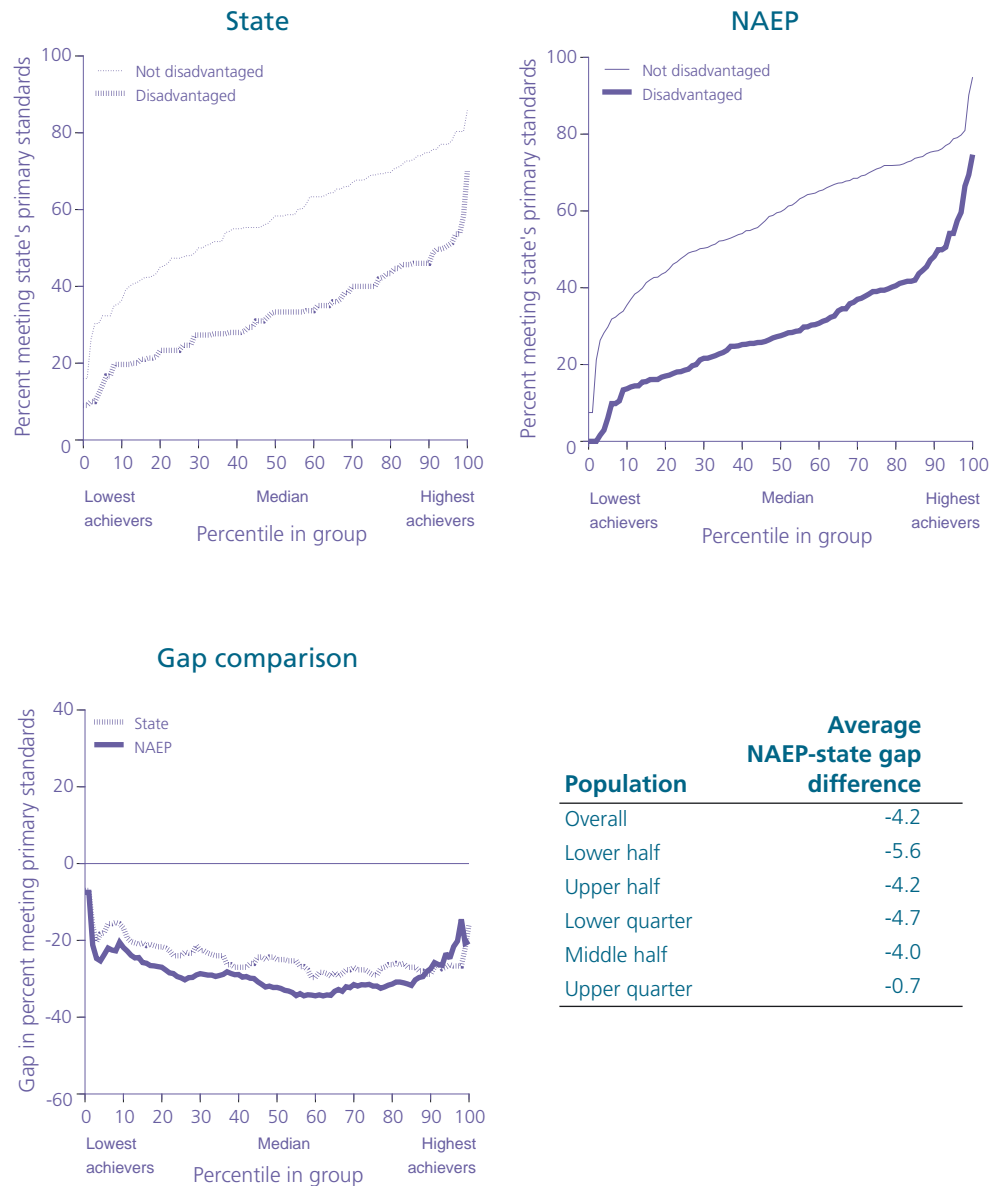 State
Percent meeting state's primary standards
100
80
60
40
20
0
Not disadvantaged
Disadvantaged
0 10 20 30 40 50 60 70 80 90 100
Lowest Median Highest
achievers achievers
Percentile in group
NAEP
Percent meeting state's primary standards
100
80
60
40
20
0
Not disadvantaged
Disadvantaged
0 10 20 30 40 50 60 70 80 90 100
Lowest Median Highest
achievers achievers
Percentile in group
Gap comparison
Gap in percent meeting primary standards
40
20
0
-20
-40
-60
State
NAEP
0 10 20 30 40 50 60 70 80 90 100
Lowest Median Highest
achievers achievers
Percentile in group
Average
NAEP-state gap
Population difference
Overall -4.2
Lower half -5.6
Upper half -4.2
Lower quarter -4.7
Middle half -4.0
Upper quarter -0.7